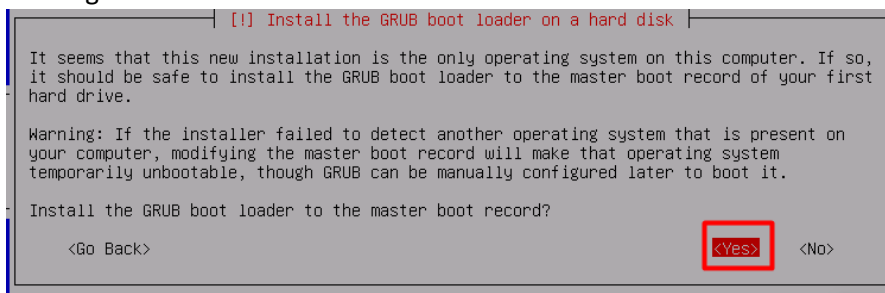 [!] Install the GRUB boot loader on a hard disk
It seems that this new installation is the only operating system on this computer. If so,
it should be safe to install the GRUB boot loader to the master boot record of your first
hard drive.
Warning: If the installer failed to detect another operating system that is present on
your computer, modifying the master boot record will make that operating system
temporarily unbootable, though GRUB can be manually configured later to boot it.
Install the GRUB boot loader to the master boot record?
<Go Back> <Yes> <No>